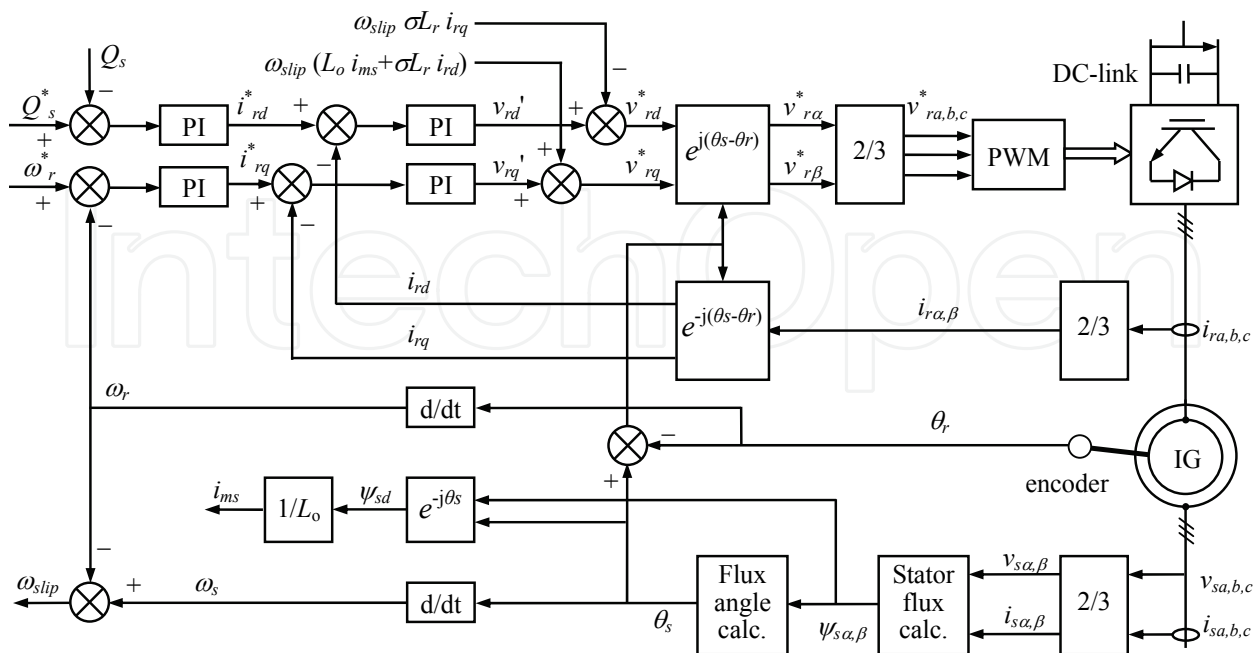 ω_slip σL_r i_rq
Q_s
ω_slip (L_o i_ms+σL_r i_rd)
DC-link
−
−
Q*_s
+
PI
i*_rd
+
PI
v_rd'
+
v*_rd
e^j(θs-θr)
v*_rα
2/3
v*_ra,b,c
PWM
ω*_r
+
−
PI
i*_rq
+
−
−
PI
v_rq'
+
+
v*_rq
v*_rβ
IntechOpen
i_rd
i_rq
e^-j(θs-θr)
i_rα,β
2/3
i_ra,b,c
ω_r
d/dt
−
+
θ_r
encoder
IG
i_ms
1/L_o
ψ_sd
e^-jθs
−
+
ω_slip
ω_s
d/dt
θ_s
Flux
angle
calc.
ψ_sα,β
Stator
flux
calc.
v_sα,β
i_sα,β
2/3
v_sa,b,c
i_sa,b,c